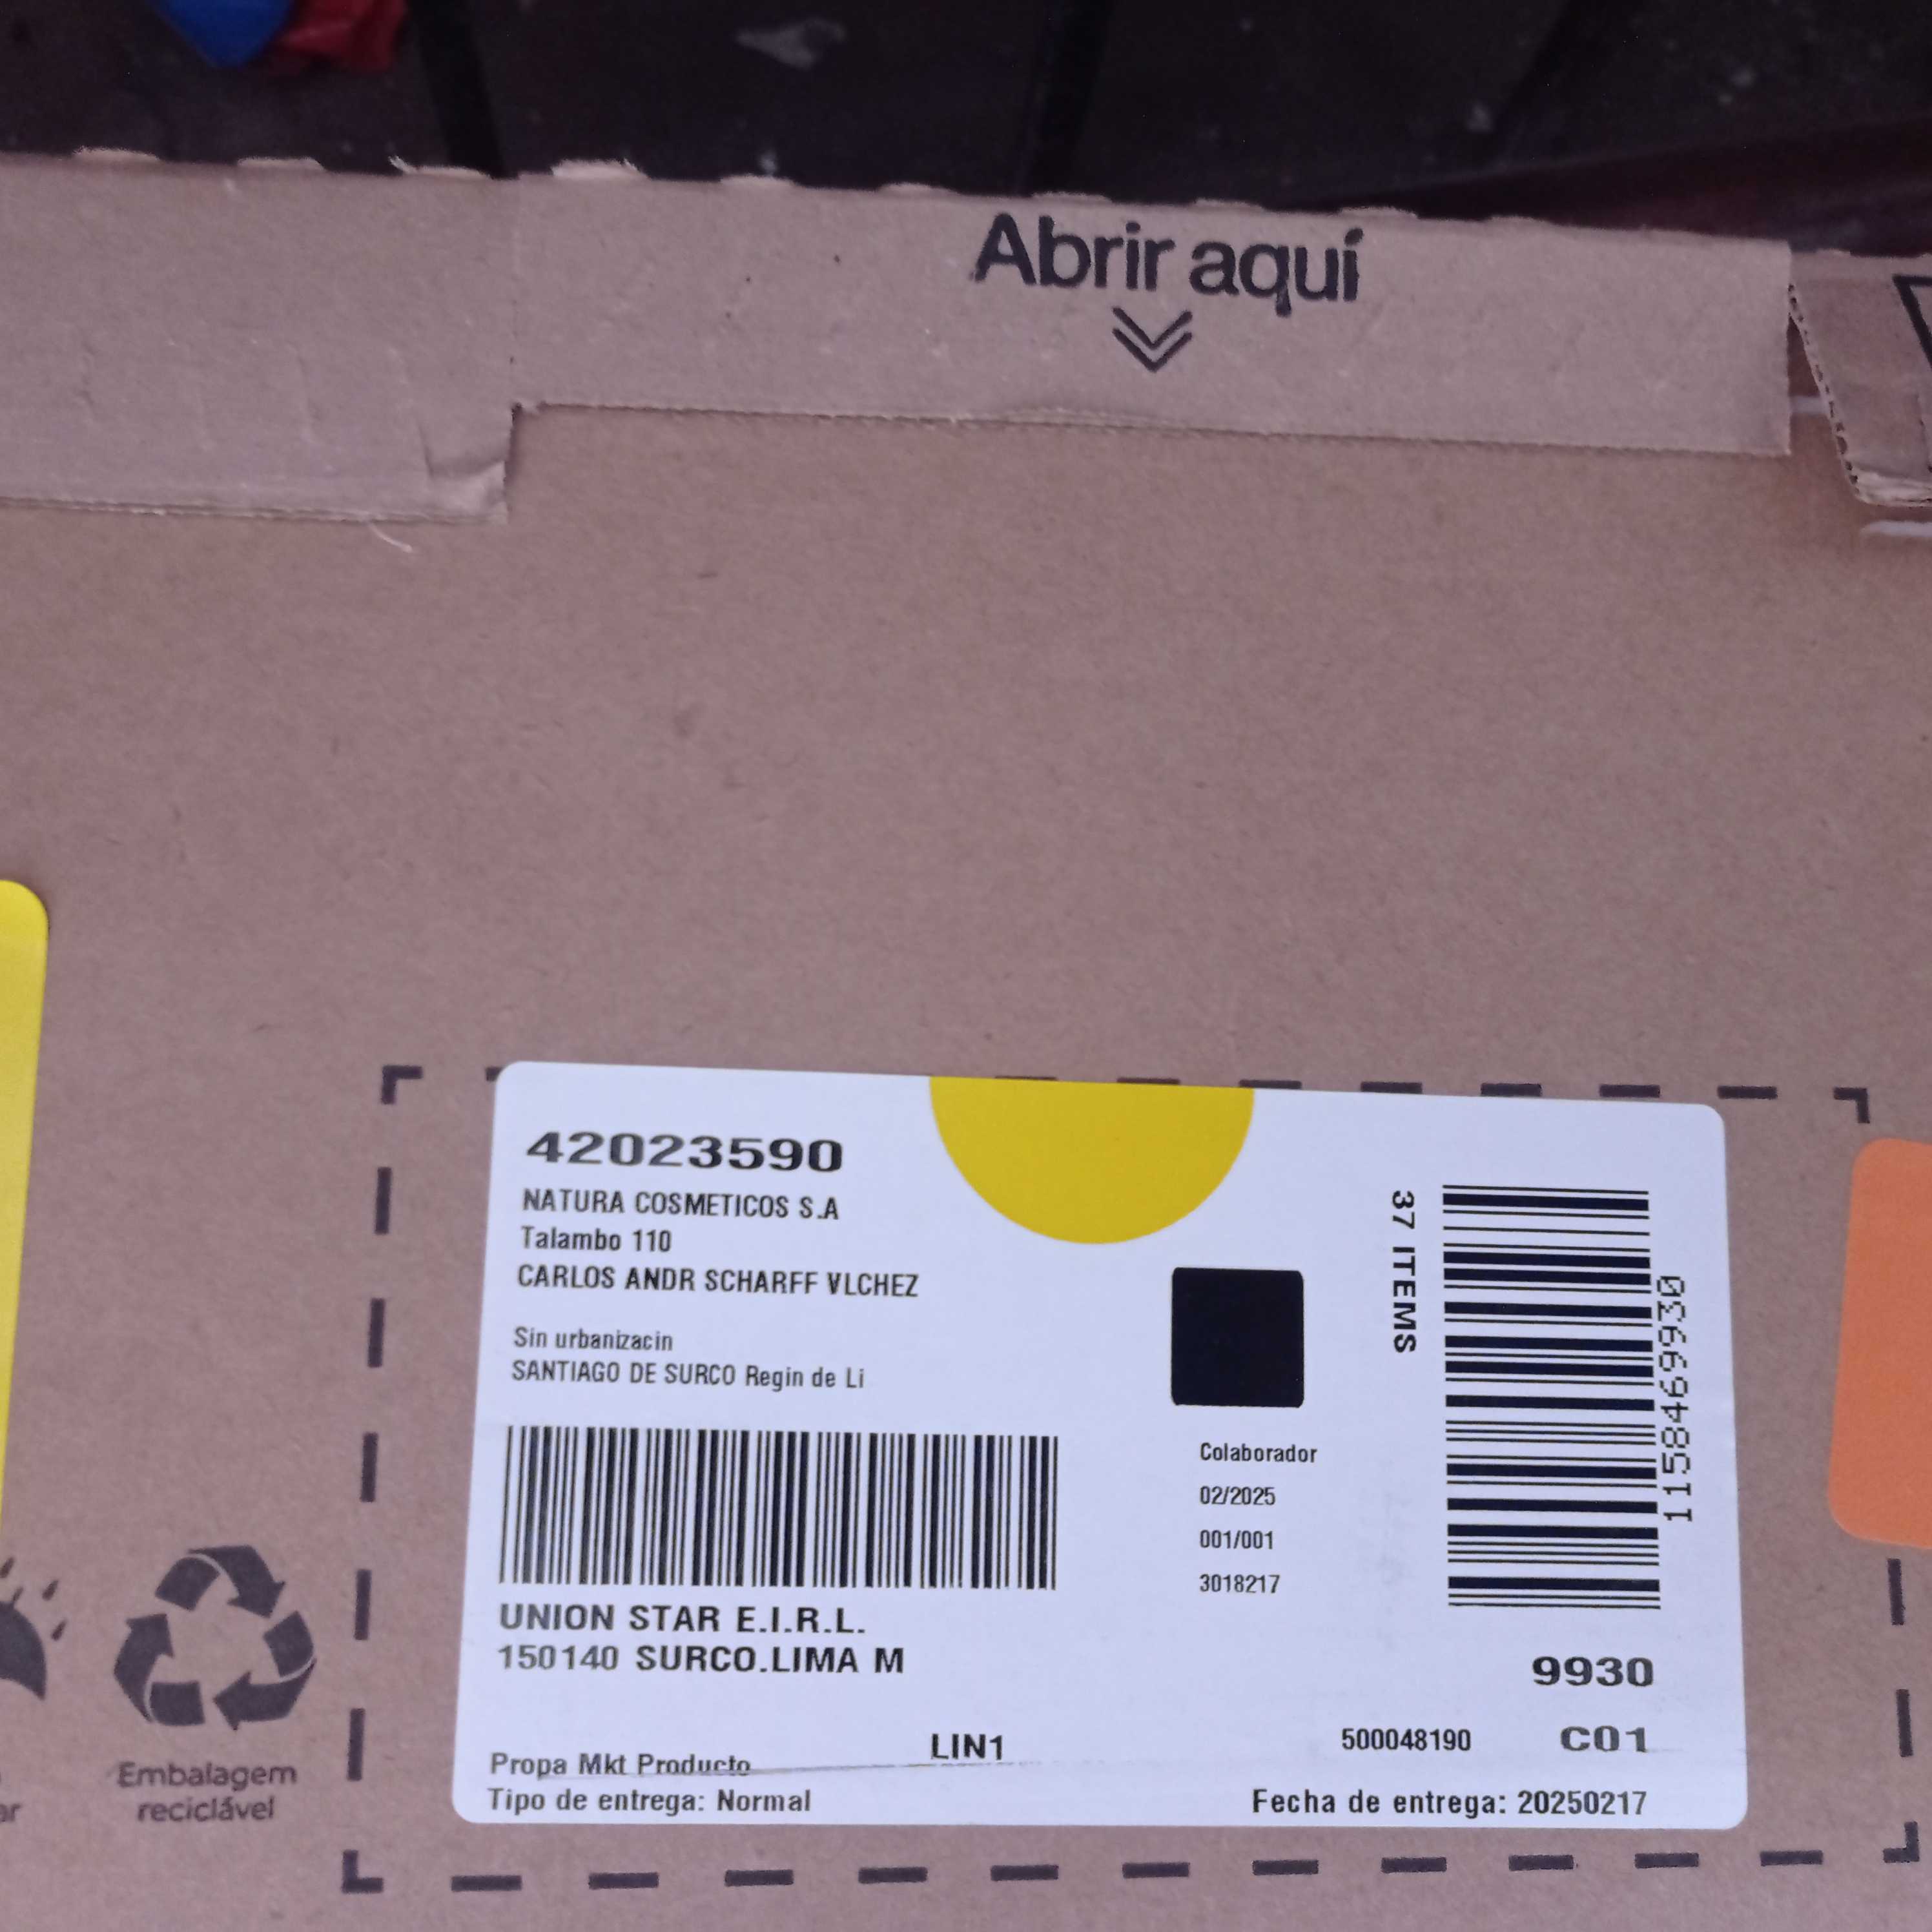 Abrir aquí
42023590
NATURA COSMETICOS S.A
Talambo 110
CARLOS ANDR SCHARFF VLCHEZ
Sin urbanizacin
SANTIAGO DE SURCO Regin de Li
37 ITEMS
1158469930
Colaborador
02/2025
001/001
3018217
UNION STAR E.I.R.L.
150140 SURCO.LIMA M
9930
LIN1
500048190
C01
Propa Mkt Producto
Tipo de entrega: Normal
Fecha de entrega: 20250217
Embalagem
reciclável